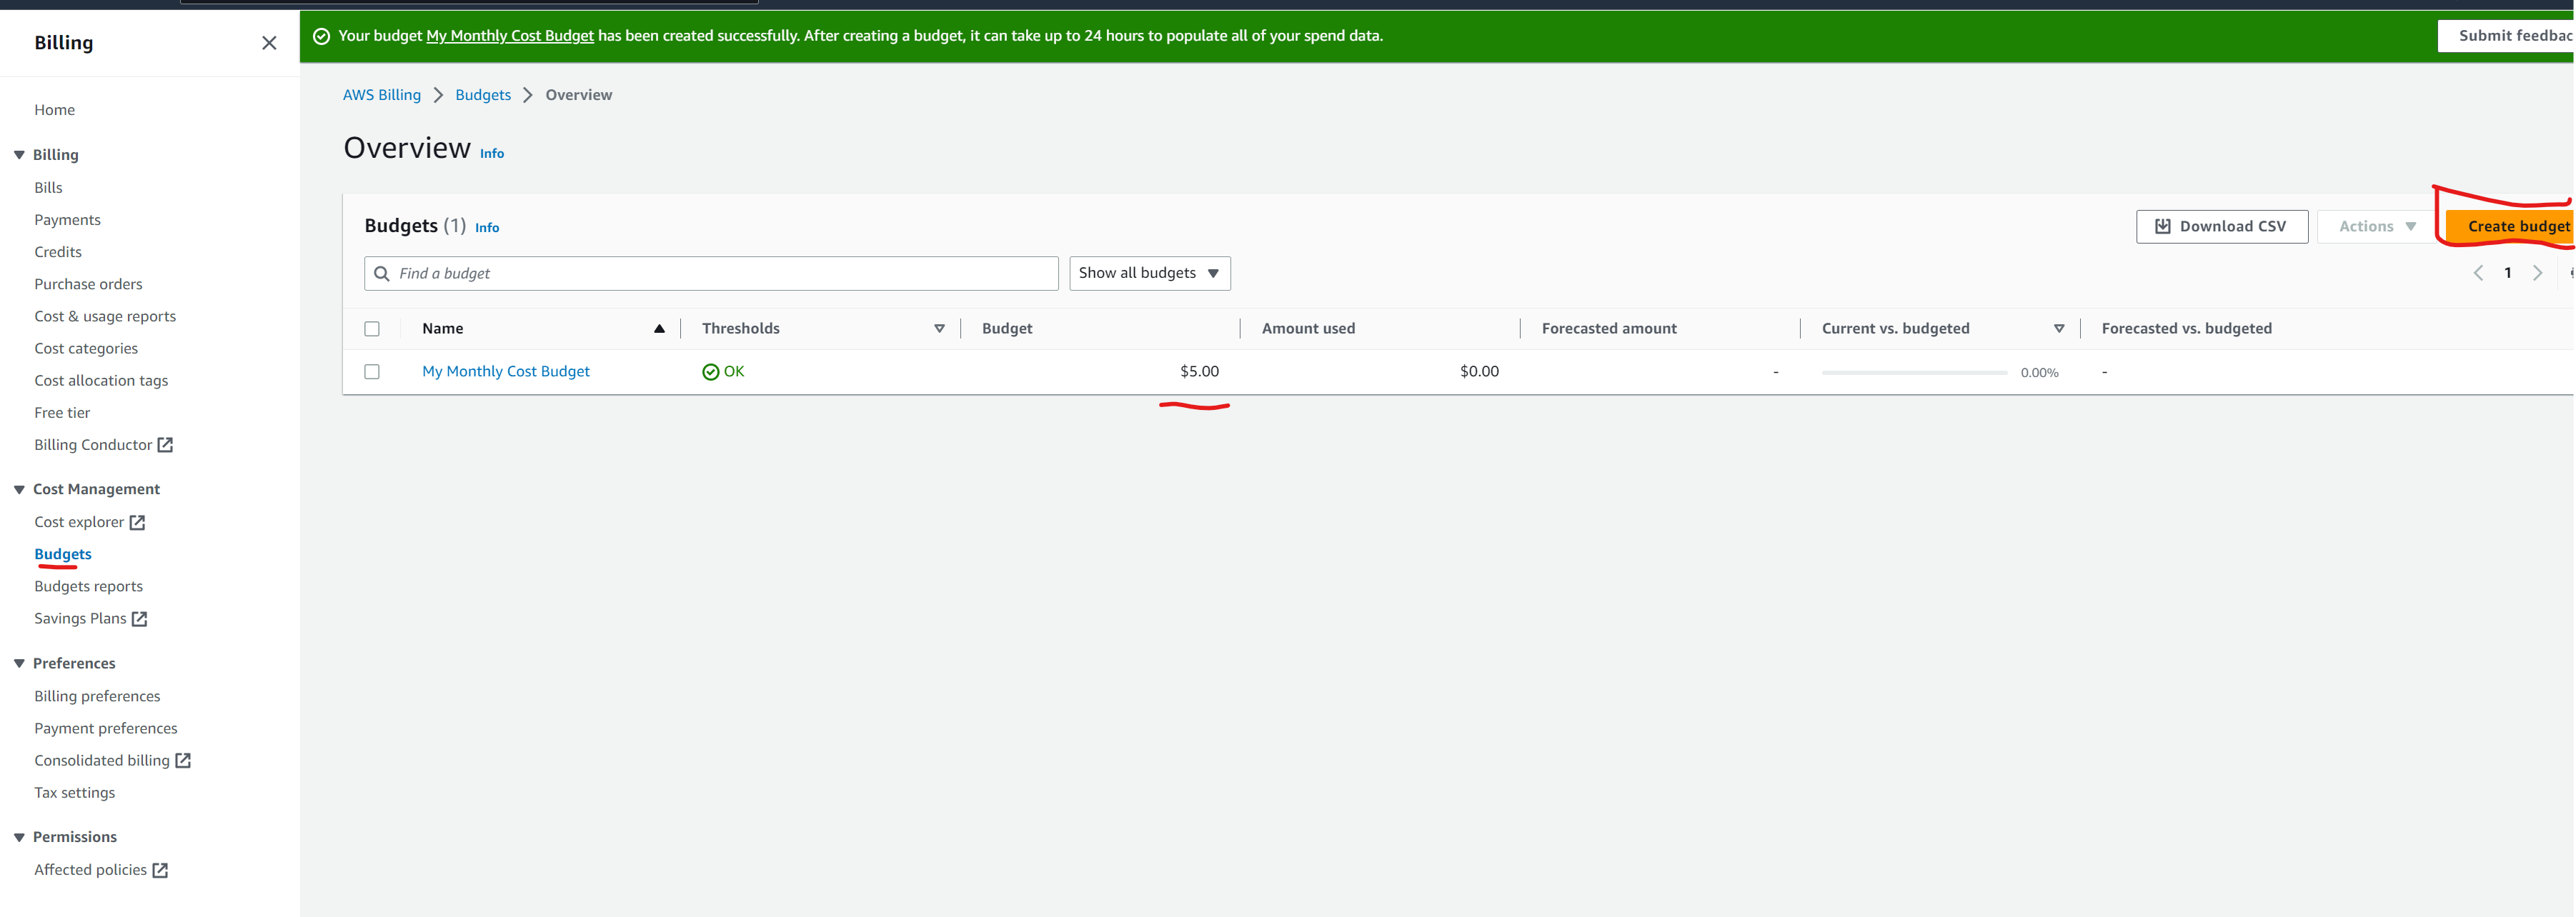 Billing
Your budget My Monthly Cost Budget has been created successfully. After creating a budget, it can take up to 24 hours to populate all of your spend data.
Submit feedbac
Home
Billing
Bills
Payments
Credits
Purchase orders
Cost & usage reports
Cost categories
Cost allocation tags
Free tier
Billing Conductor
Cost Management
Cost explorer
Budgets
Budgets reports
Savings Plans
Preferences
Billing preferences
Payment preferences
Consolidated billing
Tax settings
Permissions
Affected policies
AWS Billing > Budgets > Overview
Overview Info
Budgets (1) Info
Download CSV
Actions
Create budget
Find a budget
Show all budgets
1
Name Thresholds Budget Amount used Forecasted amount Current vs. budgeted Forecasted vs. budgeted
My Monthly Cost Budget OK $5.00 $0.00 - 0.00% -